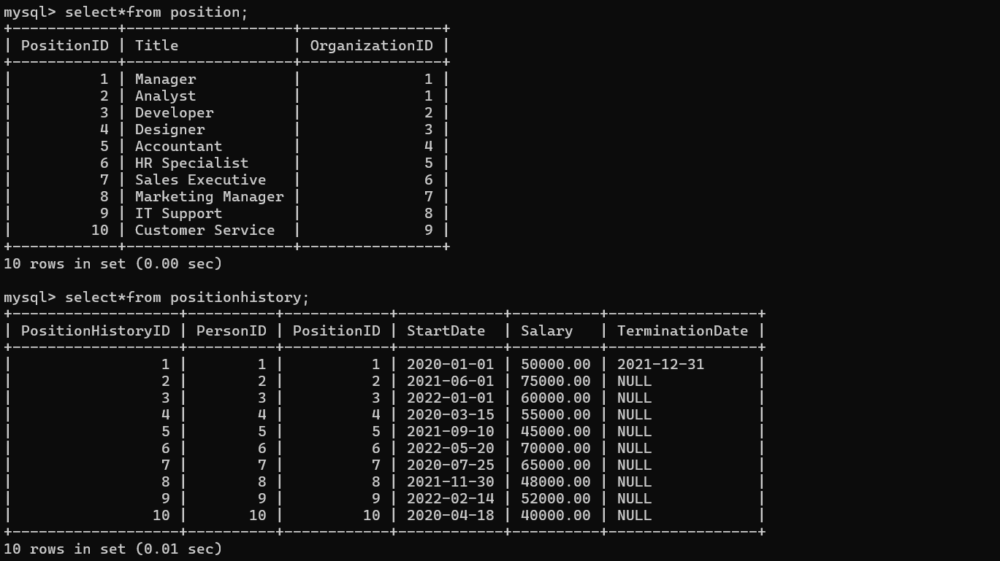 mysql> select*from position;
+------------+-------------------+----------------+
| PositionID | Title             | OrganizationID |
+------------+-------------------+----------------+
|          1 | Manager           |              1 |
|          2 | Analyst           |              1 |
|          3 | Developer         |              2 |
|          4 | Designer          |              3 |
|          5 | Accountant        |              4 |
|          6 | HR Specialist     |              5 |
|          7 | Sales Executive   |              6 |
|          8 | Marketing Manager |              7 |
|          9 | IT Support        |              8 |
|         10 | Customer Service  |              9 |
+------------+-------------------+----------------+
10 rows in set (0.00 sec)

mysql> select*from positionhistory;
+-------------------+----------+------------+------------+----------+-----------------+
| PositionHistoryID | PersonID | PositionID | StartDate  | Salary   | TerminationDate |
+-------------------+----------+------------+------------+----------+-----------------+
|                 1 |        1 |          1 | 2020-01-01 | 50000.00 | 2021-12-31      |
|                 2 |        2 |          2 | 2021-06-01 | 75000.00 | NULL            |
|                 3 |        3 |          3 | 2022-01-01 | 60000.00 | NULL            |
|                 4 |        4 |          4 | 2020-03-15 | 55000.00 | NULL            |
|                 5 |        5 |          5 | 2021-09-10 | 45000.00 | NULL            |
|                 6 |        6 |          6 | 2022-05-20 | 70000.00 | NULL            |
|                 7 |        7 |          7 | 2020-07-25 | 65000.00 | NULL            |
|                 8 |        8 |          8 | 2021-11-30 | 48000.00 | NULL            |
|                 9 |        9 |          9 | 2022-02-14 | 52000.00 | NULL            |
|                10 |       10 |         10 | 2020-04-18 | 40000.00 | NULL            |
+-------------------+----------+------------+------------+----------+-----------------+
10 rows in set (0.01 sec)